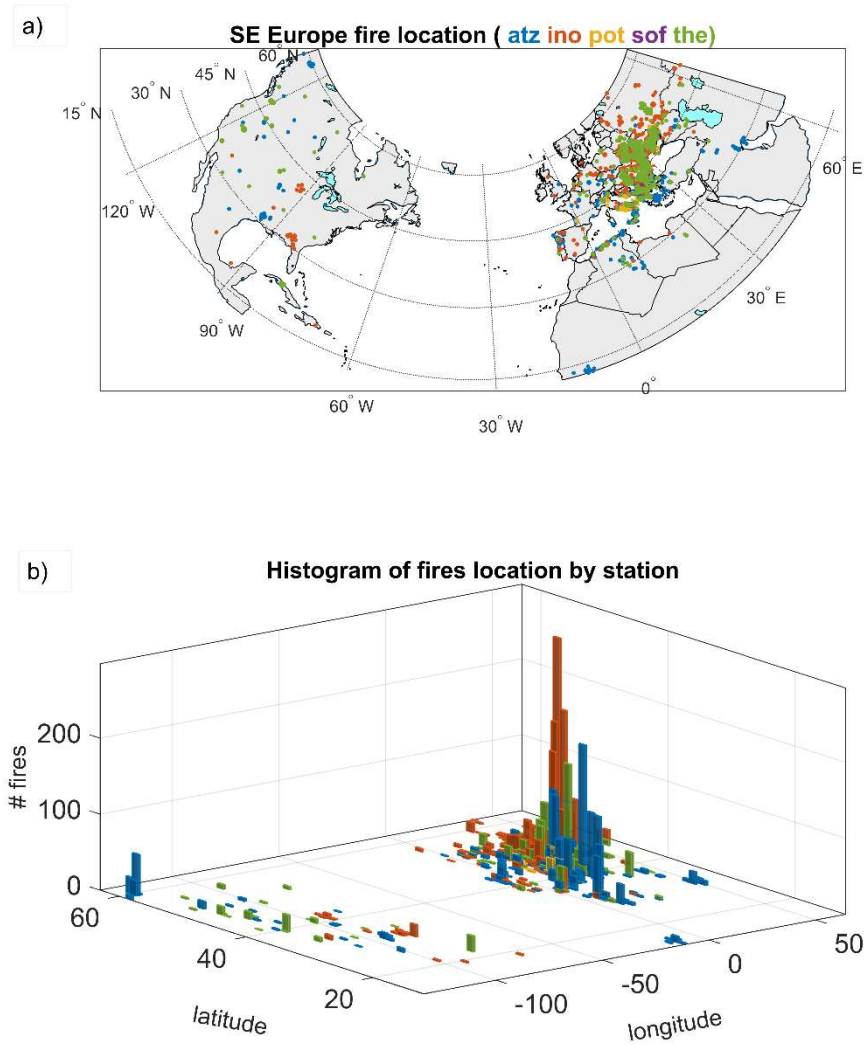 a)
SE Europe fire location ( atz ino pot sof the)
60° N
45° N
30° N
15° N
120° W
90° W
60° W
30° W
0°
30° E
60° E
b)
Histogram of fires location by station
# fires
200
100
0
60
40
20
latitude
-100
-50
0
50
longitude